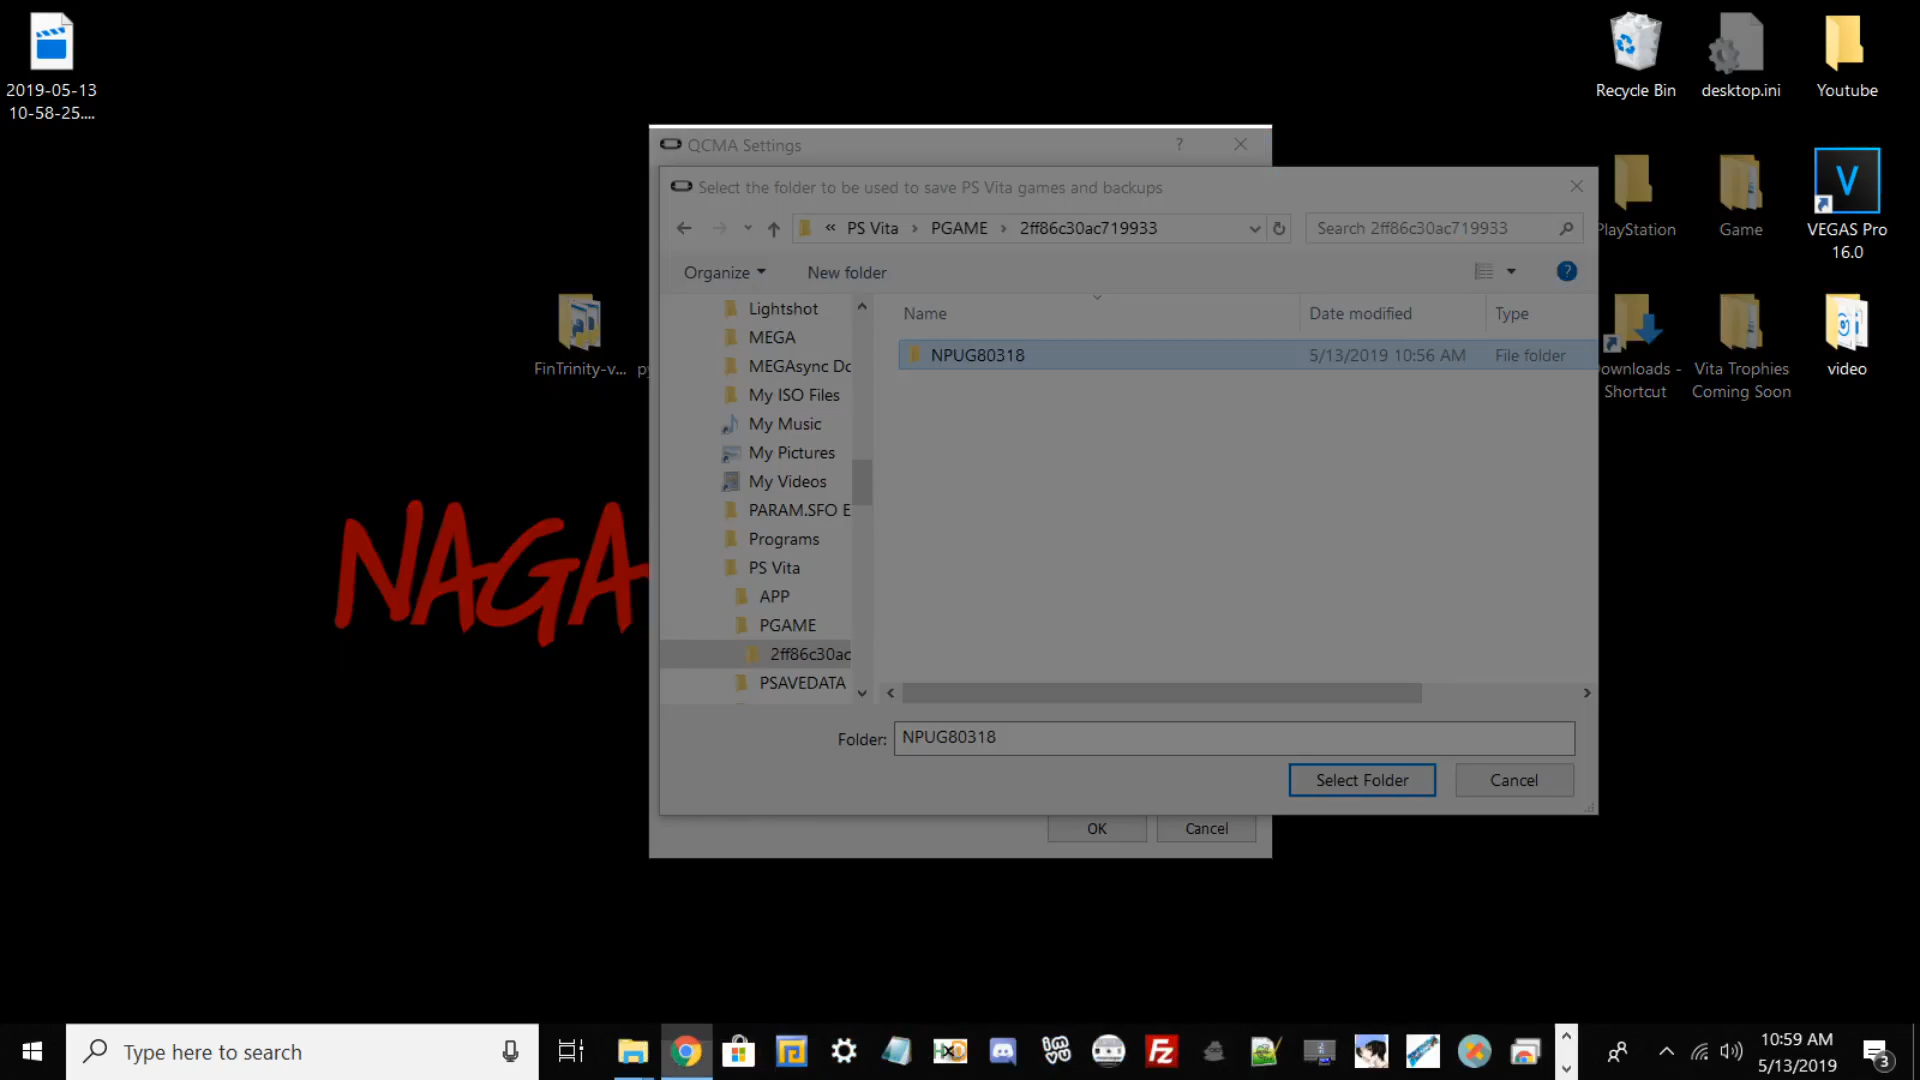 2019-05-13
10-58-25....
Recycle Bin
desktop.ini
Youtube
PlayStation
Game
VEGAS Pro
16.0
ownloads -
Shortcut
Vita Trophies
Coming Soon
video
FinTrinity-v...
py
NAGA
QCMA Settings
?
Select the folder to be used to save PS Vita games and backups
« PS Vita > PGAME > 2ff86c30ac719933
Search 2ff86c30ac719933
Organize
New folder
?
Lightshot
MEGA
MEGAsync Dc
My ISO Files
My Music
My Pictures
My Videos
PARAM.SFO E
Programs
PS Vita
APP
PGAME
2ff86c30ac
PSAVEDATA
Name
Date modified
Type
NPUG80318
5/13/2019 10:56 AM
File folder
Folder:
NPUG80318
Select Folder
Cancel
OK
Cancel
Type here to search
10:59 AM
5/13/2019
3